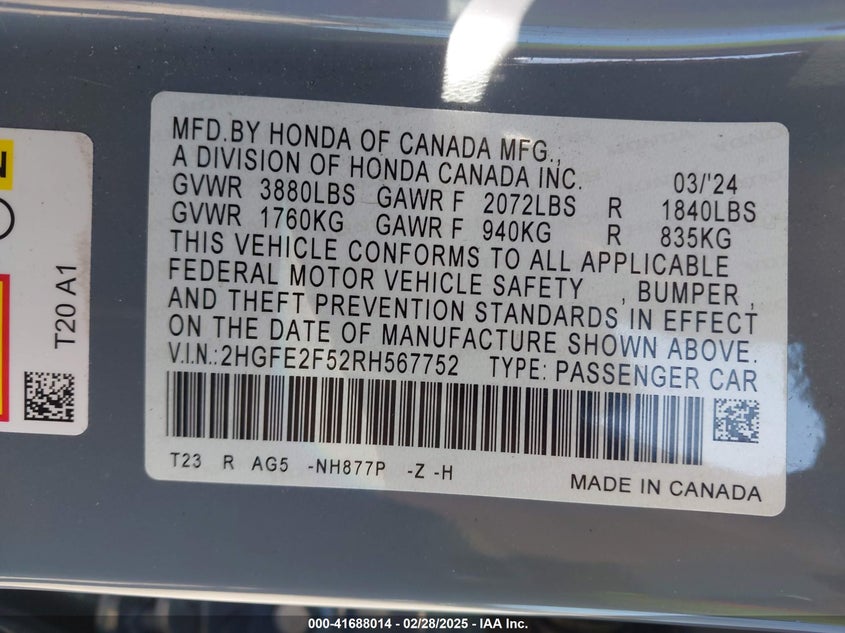 N
T20 A1
MFD.BY HONDA OF CANADA MFG.,
A DIVISION OF HONDA CANADA INC. 03/'24
GVWR 3880LBS GAWR F 2072LBS R 1840LBS
GVWR 1760KG GAWR F 940KG R 835KG
THIS VEHICLE CONFORMS TO ALL APPLICABLE
FEDERAL MOTOR VEHICLE SAFETY , BUMPER ,
AND THEFT PREVENTION STANDARDS IN EFFECT
ON THE DATE OF MANUFACTURE SHOWN ABOVE.
V.I.N.:2HGFE2F52RH567752 TYPE: PASSENGER CAR
T23 R AG5 -NH877P -Z -H
MADE IN CANADA
000-41688014 - 02/28/2025 - IAA Inc.